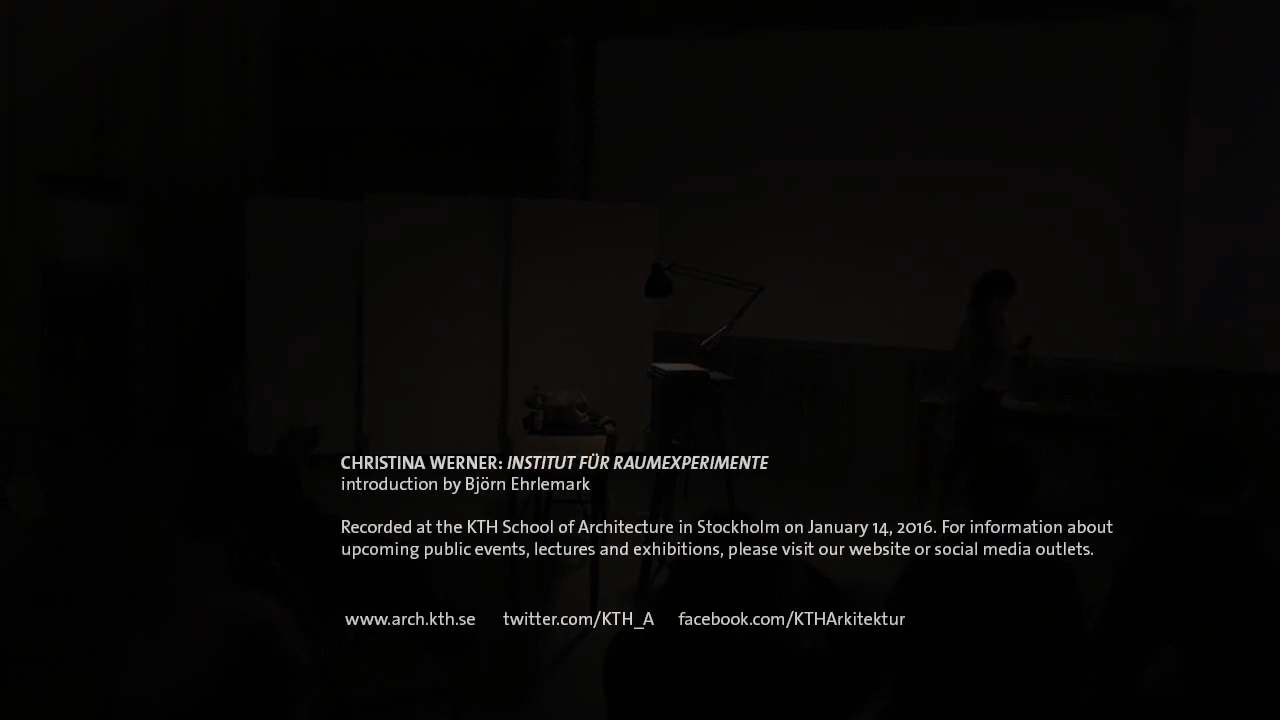 CHRISTINA WERNER: INSTITUT FÜR RAUMEXPERIMENTE
introduction by Björn Ehrlemark
Recorded at the KTH School of Architecture in Stockholm on January 14, 2016. For information about
upcoming public events, lectures and exhibitions, please visit our website or social media outlets.
www.arch.kth.se twitter.com/KTH_A facebook.com/KTHArkitektur